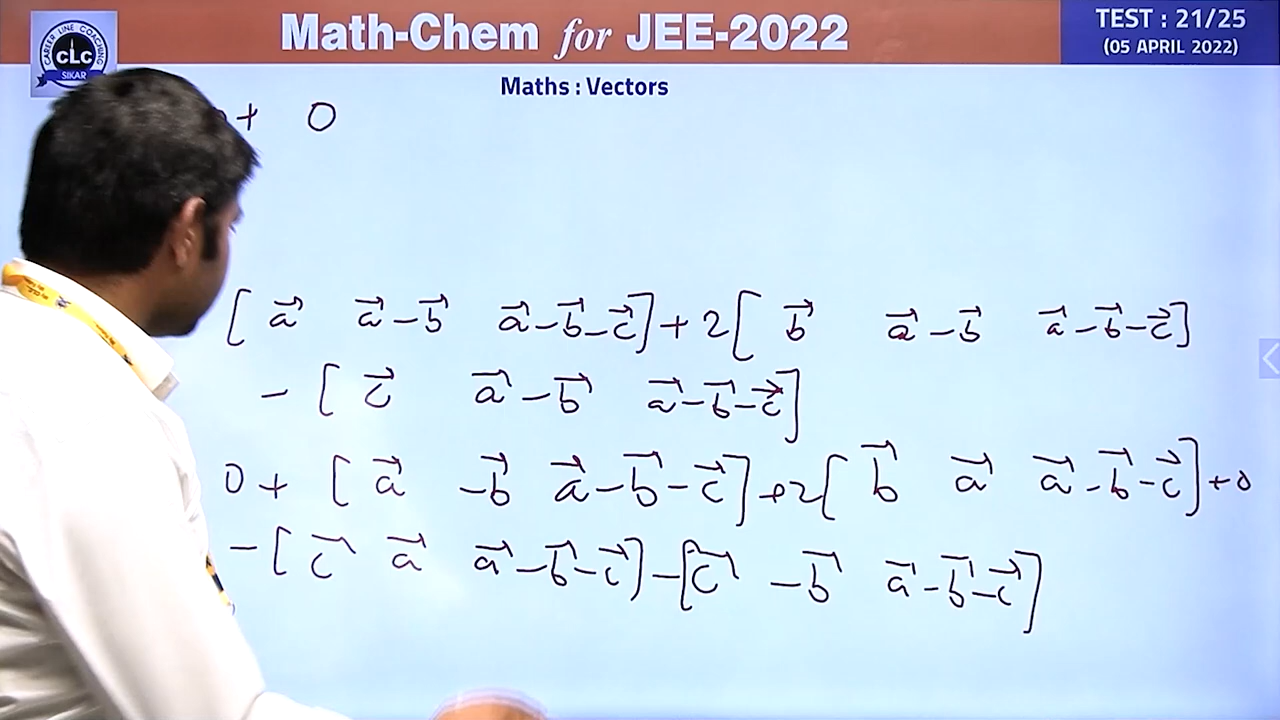 Math-Chem for JEE-2022
TEST : 21/25
(05 APRIL 2022)
CAREER LINE COACHING
CLC
SIKAR
Maths : Vectors
+ 0
[a⃗ a⃗-b⃗ a⃗-b⃗-c⃗]+2[b⃗ a⃗-b⃗ a⃗-b⃗-c⃗]
-[c⃗ a⃗-b⃗ a⃗-b⃗-c⃗]
0+[a⃗ -b⃗ a⃗-b⃗-c⃗]+2[b⃗ a⃗ a⃗-b⃗-c⃗]+0
-[c⃗ a⃗ a⃗-b⃗-c⃗]-[c⃗ -b⃗ a⃗-b⃗-c⃗]